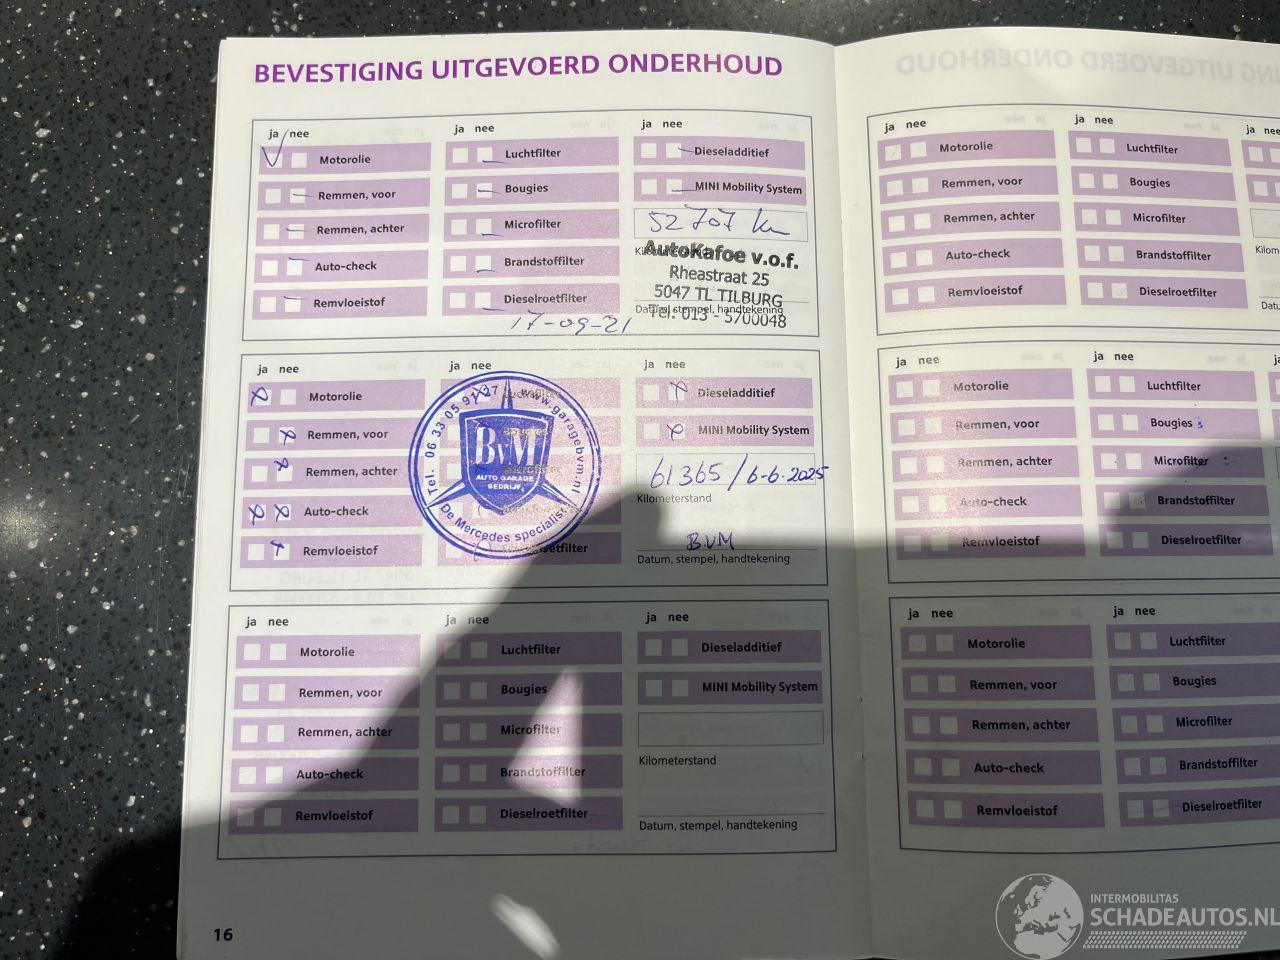 BEVESTIGING UITGEVOERD ONDERHOUD
ja nee
Motorolie
Remmen, voor
Remmen, achter
Auto-check
Remvloeistof
ja nee
Luchtfilter
Bougies
Microfilter
Brandstoffilter
Dieselroetfilter
17-09-21
ja nee
Dieseladditief
MINI Mobility System
52707 km
AutoKafoe v.o.f.
Rheastraat 25
5047 TL TILBURG
Datum, stempel, handtekening
Tel. 013 - 5700048
ja nee
Motorolie
Remmen, voor
Remmen, achter
Auto-check
Remvloeistof
ja nee
Tel. 06 33 05 91 27 www.garagebvm.nl
BVM
AUTO GARAGE
BEDRIJF
De Mercedes specialist
ja nee
Dieseladditief
MINI Mobility System
61365 / 6-6-2025
Kilometerstand
BVM
Datum, stempel, handtekening
ja nee
Motorolie
Remmen, voor
Remmen, achter
Auto-check
Remvloeistof
ja nee
Luchtfilter
Bougies
Microfilter
Brandstoffilter
Dieselroetfilter
ja nee
Dieseladditief
MINI Mobility System
Kilometerstand
Datum, stempel, handtekening
16
ja nee
Motorolie
Remmen, voor
Remmen, achter
Auto-check
Remvloeistof
ja nee
Luchtfilter
Bougies
Microfilter
Brandstoffilter
Dieselroetfilter
ja
ja nee
Motorolie
Remmen, voor
Remmen, achter
Auto-check
Remvloeistof
ja nee
Luchtfilter
Bougies
Microfilter
Brandstoffilter
Dieselroetfilter
ja nee
Motorolie
Remmen, voor
Remmen, achter
Auto-check
Remvloeistof
ja nee
Luchtfilter
Bougies
Microfilter
Brandstoffilter
Dieselroetfilter
INTERMOBILITAS
SCHADEAUTOS.NL